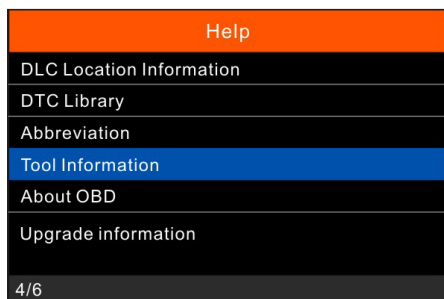 Help
DLC Location Information
DTC Library
Abbreviation
Tool Information
About OBD
Upgrade information
4/6